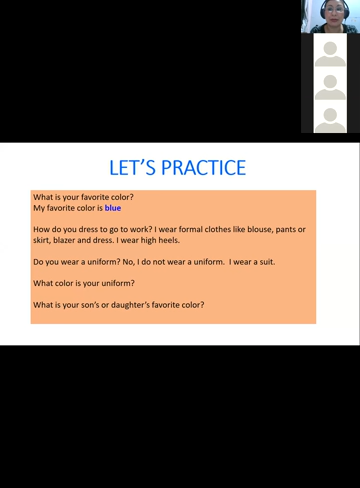 LET'S PRACTICE
What is your favorite color?
My favorite color is blue
How do you dress to go to work? I wear formal clothes like blouse, pants or
skirt, blazer and dress. I wear high heels.
Do you wear a uniform? No, I do not wear a uniform.  I wear a suit.
What color is your uniform?
What is your son's or daughter's favorite color?